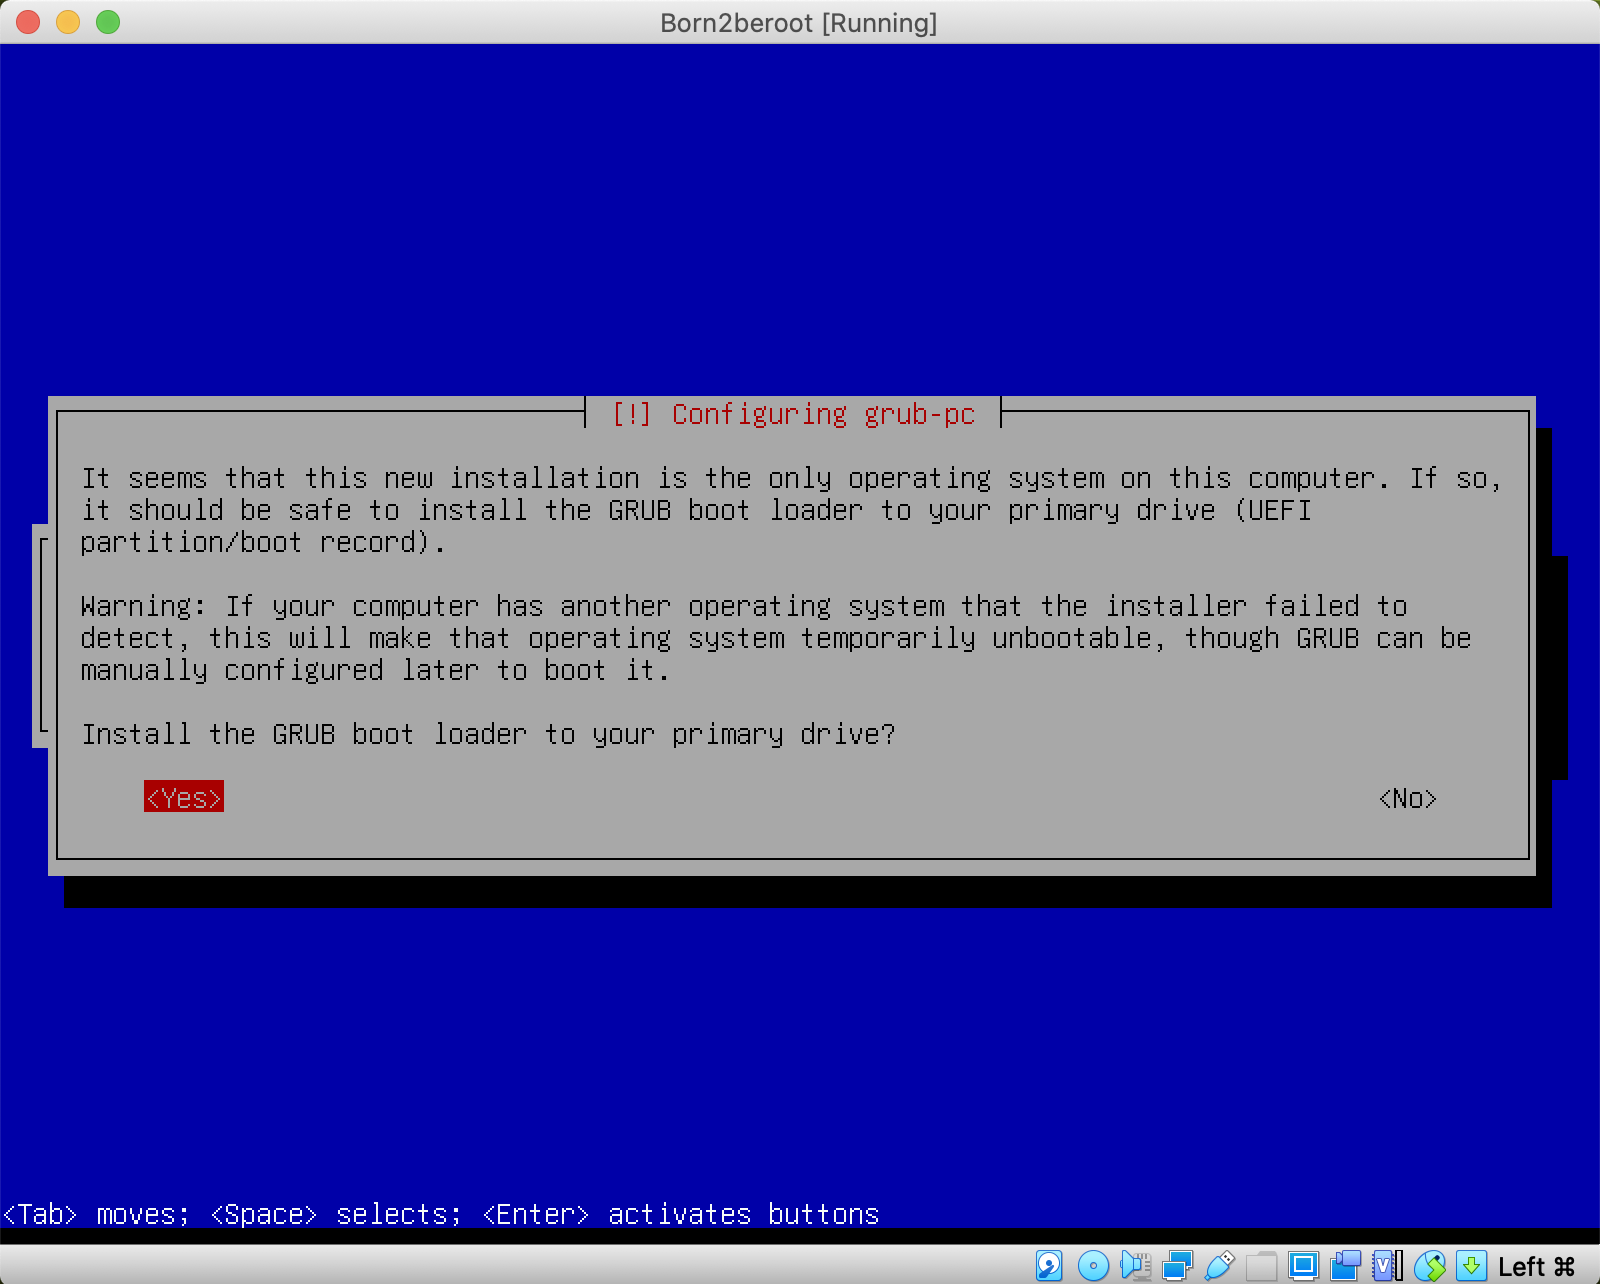 Born2beroot [Running]
[!] Configuring grub-pc
It seems that this new installation is the only operating system on this computer. If so,
it should be safe to install the GRUB boot loader to your primary drive (UEFI
partition/boot record).
Warning: If your computer has another operating system that the installer failed to
detect, this will make that operating system temporarily unbootable, though GRUB can be
manually configured later to boot it.
Install the GRUB boot loader to your primary drive?
<Yes> <No>
<Tab> moves; <Space> selects; <Enter> activates buttons
Left ⌘